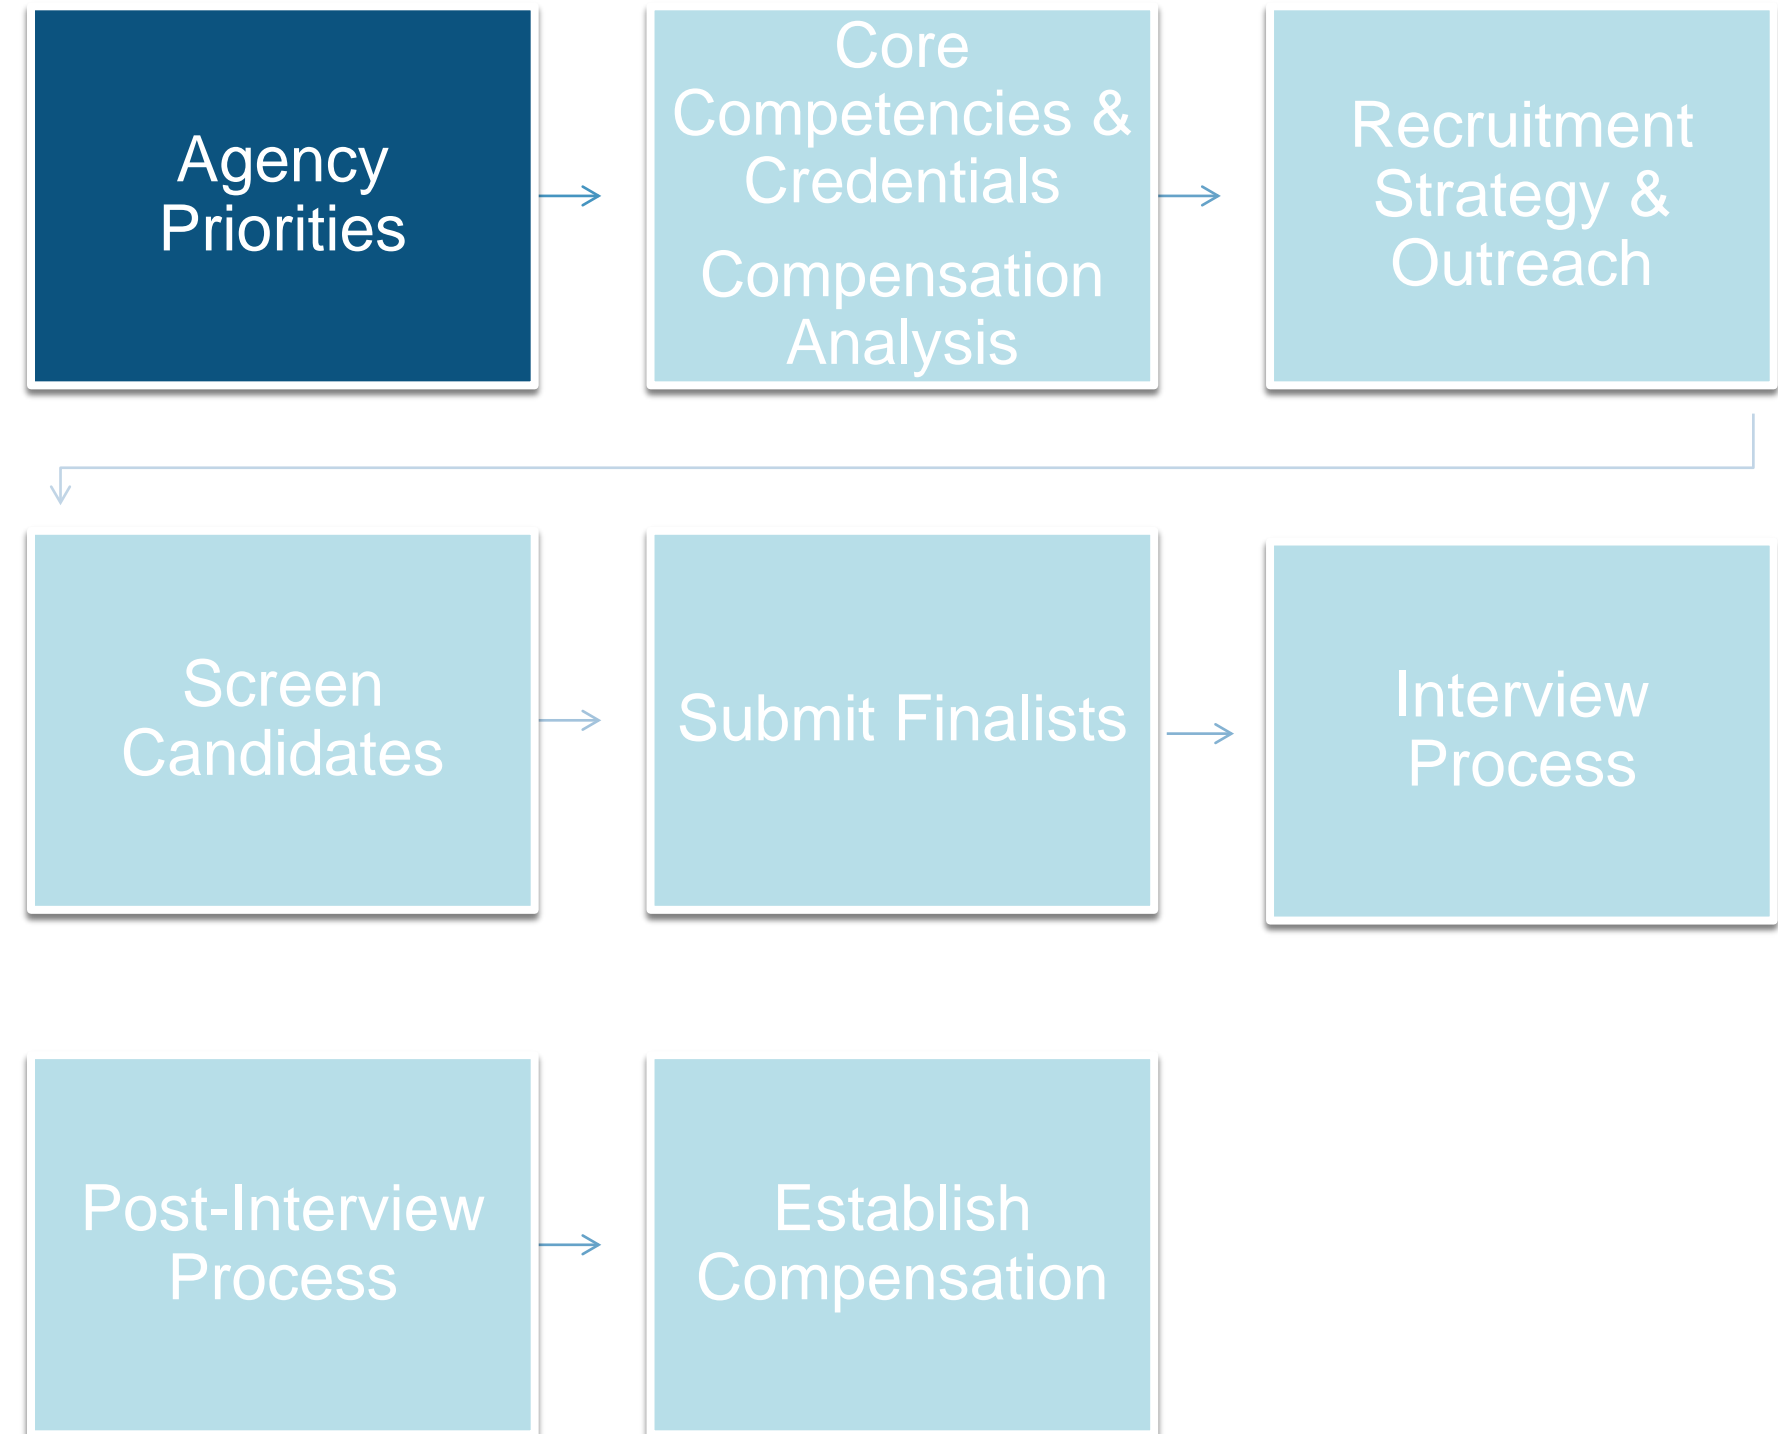 Agency
Priorities
Core
Competencies &
Credentials
Compensation
Analysis
Recruitment
Strategy &
Outreach
Screen
Candidates
Submit Finalists
Interview
Process
Post-Interview
Process
Establish
Compensation